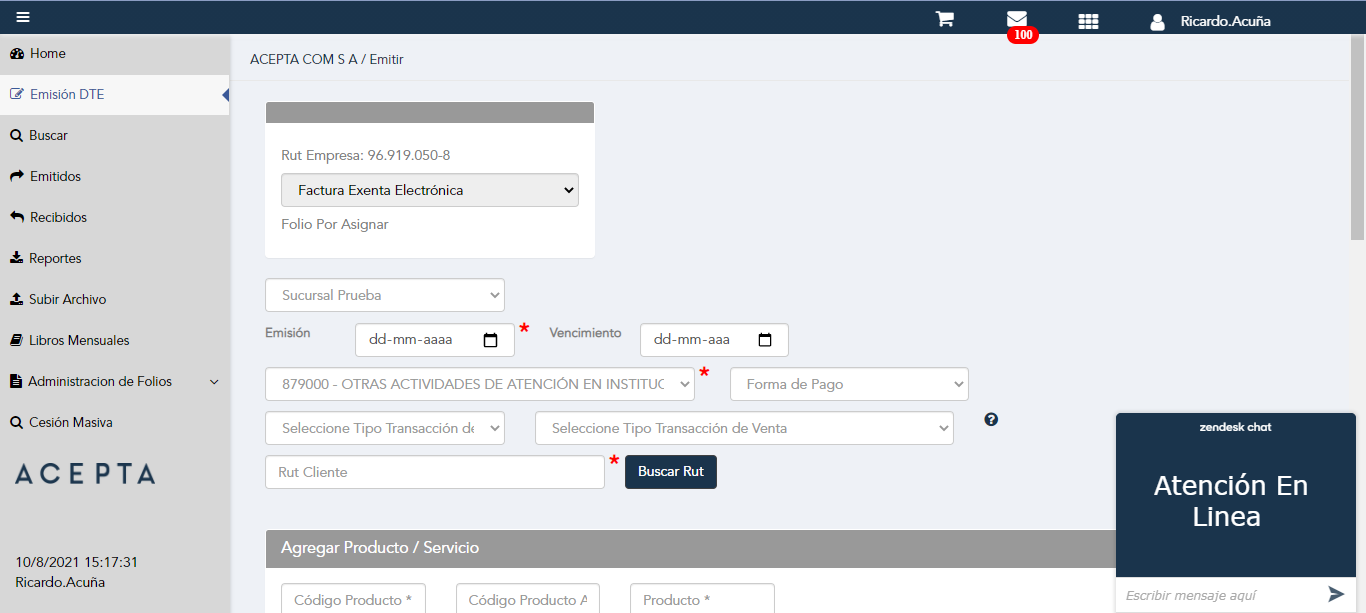 100
Ricardo.Acuña
Home
Emisión DTE
Buscar
Emitidos
Recibidos
Reportes
Subir Archivo
Libros Mensuales
Administracion de Folios
Cesión Masiva
ACEPTA
10/8/2021 15:17:31
Ricardo.Acuña
ACEPTA COM S A / Emitir
Rut Empresa: 96.919.050-8
Factura Exenta Electrónica
Folio Por Asignar
Sucursal Prueba
Emisión dd-mm-aaaa * Vencimiento dd-mm-aaa
879000 - OTRAS ACTIVIDADES DE ATENCIÓN EN INSTITUC * Forma de Pago
Seleccione Tipo Transacción de Seleccione Tipo Transacción de Venta ?
Rut Cliente * Buscar Rut
Agregar Producto / Servicio
Código Producto * Código Producto A Producto *
zendesk chat
Atención En
Linea
Escribir mensaje aquí